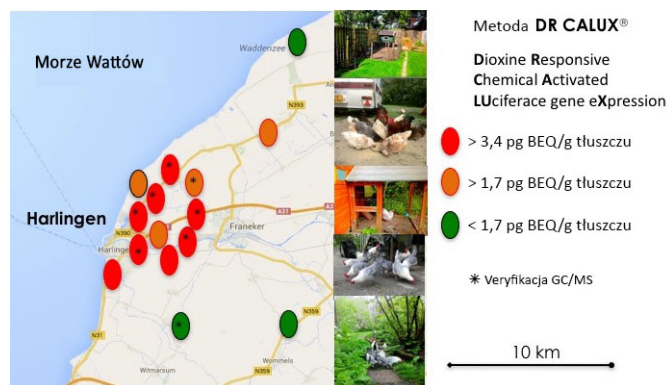 Morze Wattów
Waddenzee
N393
Harlingen
A31
N390
Franeker
Harlinge
N31
N359
Witmarsum
Wommels
N359
Metoda DR CALUX®
Dioxine Responsive
Chemical Activated
LUciferace gene eXpression
> 3,4 pg BEQ/g tłuszczu
> 1,7 pg BEQ/g tłuszczu
< 1,7 pg BEQ/g tłuszczu
* Veryfikacja GC/MS
10 km